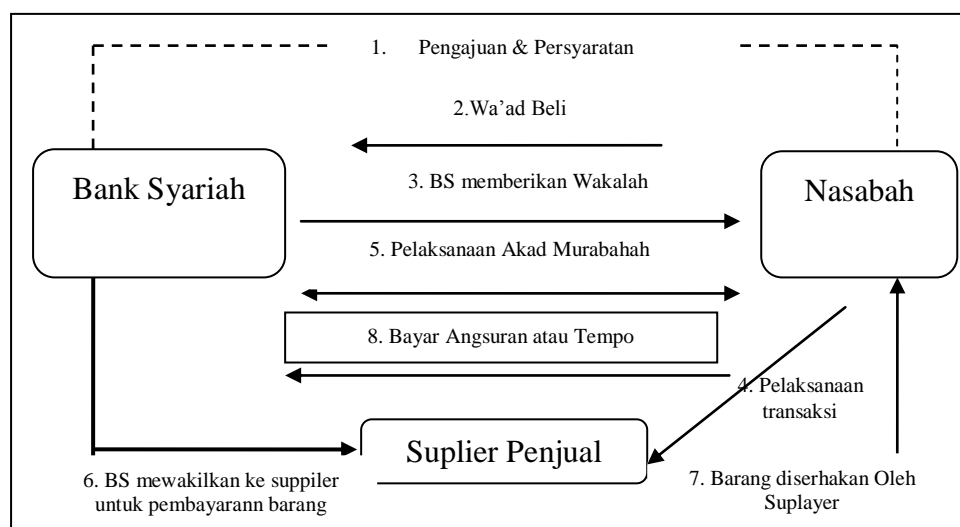 1. Pengajuan & Persyaratan
2.Wa’ad Beli
Bank Syariah
3. BS memberikan Wakalah
Nasabah
5. Pelaksanaan Akad Murabahah
8. Bayar Angsuran atau Tempo
4. Pelaksanaan
transaksi
Suplier Penjual
6. BS mewakilkan ke suppiler
untuk pembayarann barang
7. Barang diserhakan Oleh
Suplayer